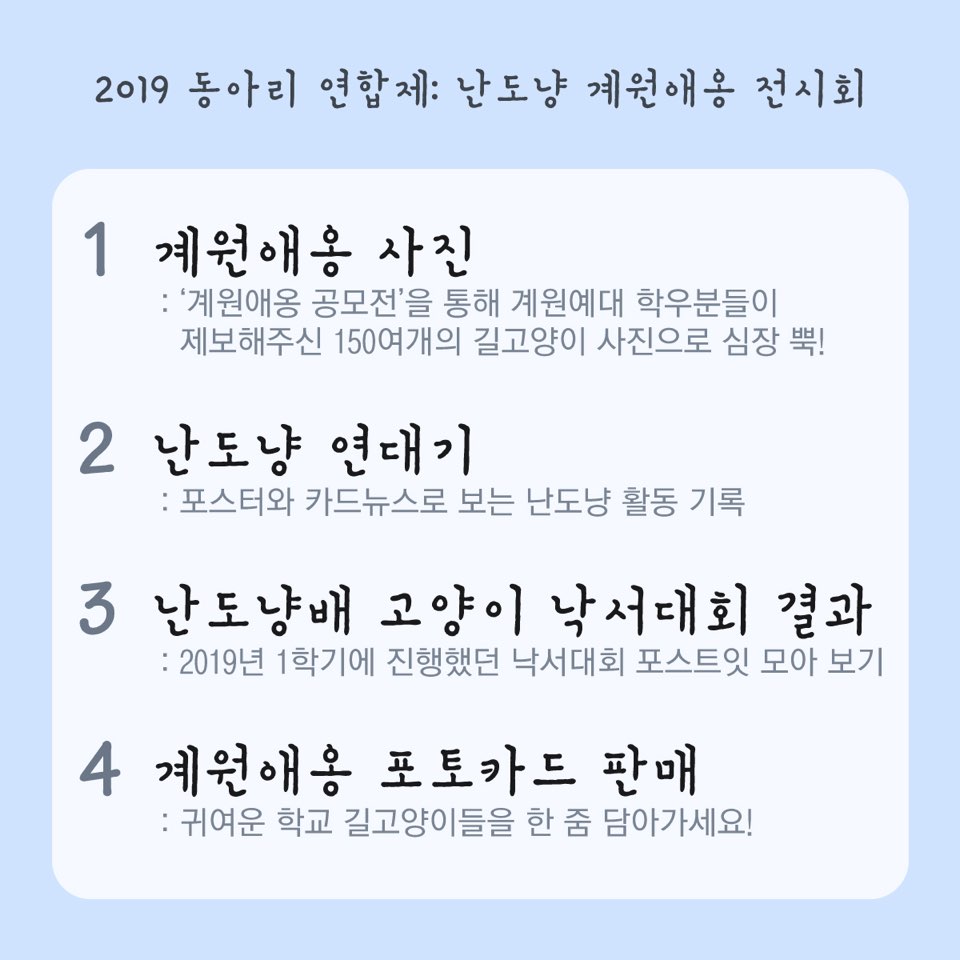 2019 동아리 연합제: 난도냥 계원애옹 전시회
1 계원애옹 사진
: ‘계원애옹 공모전’을 통해 계원예대 학우분들이
제보해주신 150여개의 길고양이 사진으로 심장 뿍!
2 난도냥 연대기
: 포스터와 카드뉴스로 보는 난도냥 활동 기록
3 난도냥배 고양이 낙서대회 결과
: 2019년 1학기에 진행했던 낙서대회 포스트잇 모아 보기
4 계원애옹 포토카드 판매
: 귀여운 학교 길고양이들을 한 줌 담아가세요!